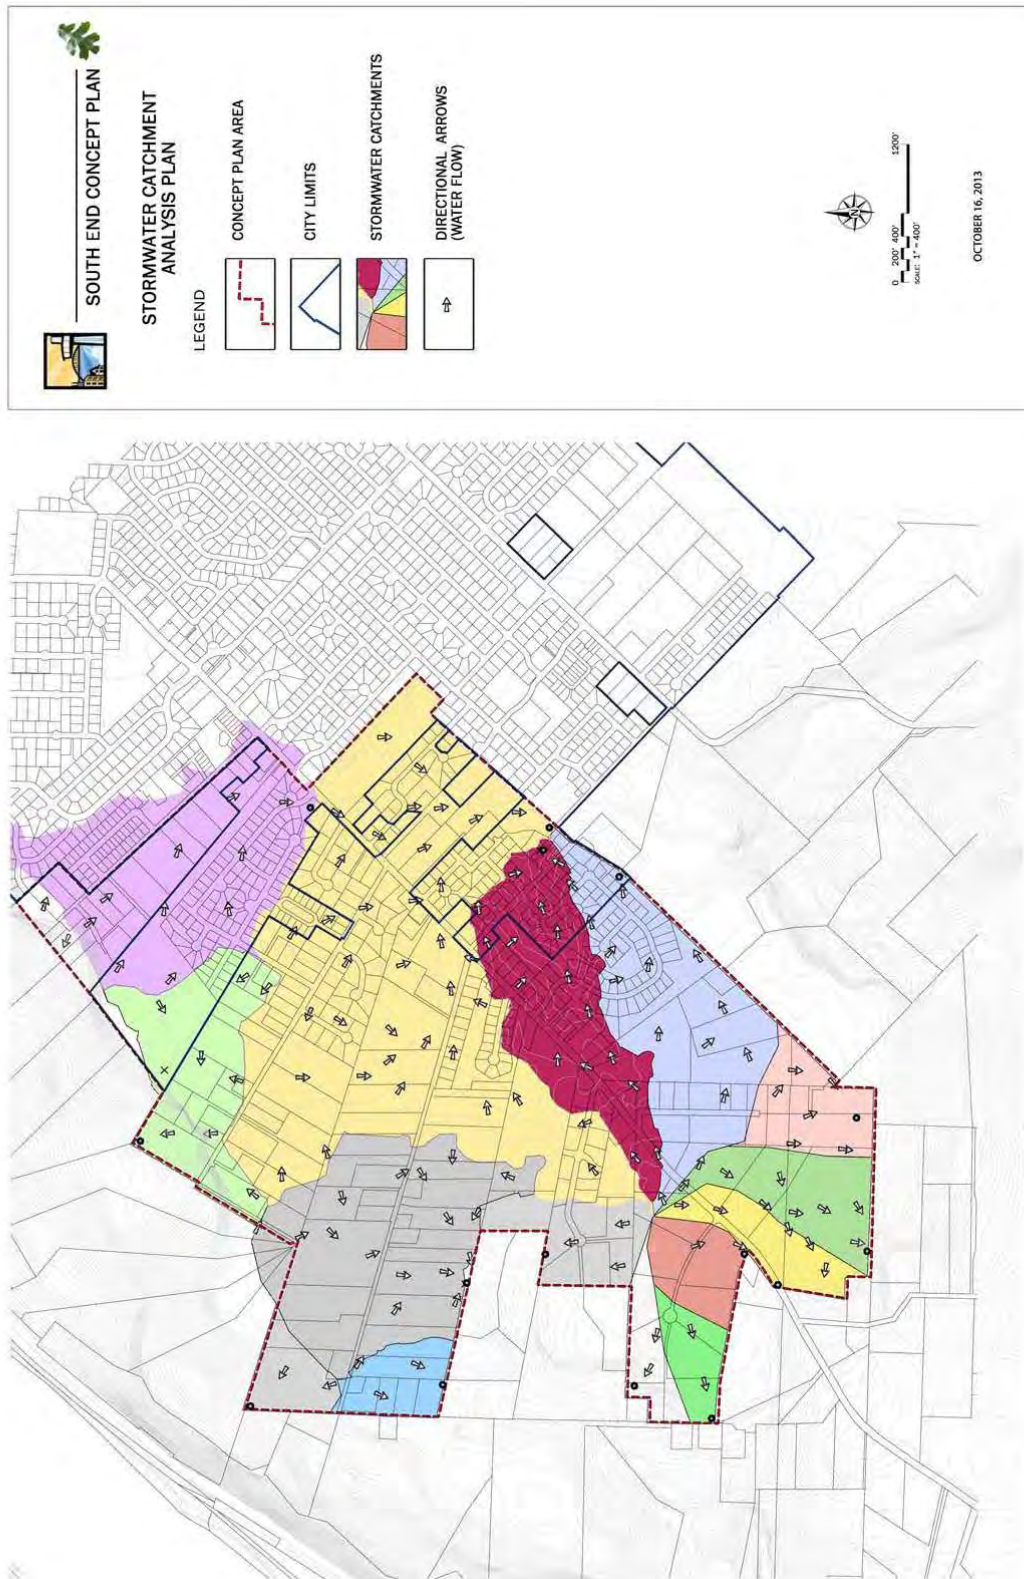 SOUTH END CONCEPT PLAN
STORMWATER CATCHMENT
ANALYSIS PLAN
LEGEND
CONCEPT PLAN AREA
CITY LIMITS
STORMWATER CATCHMENTS
DIRECTIONAL ARROWS
(WATER FLOW)
N
0 200' 400' 1200'
SCALE: 1" = 400'
OCTOBER 16, 2013